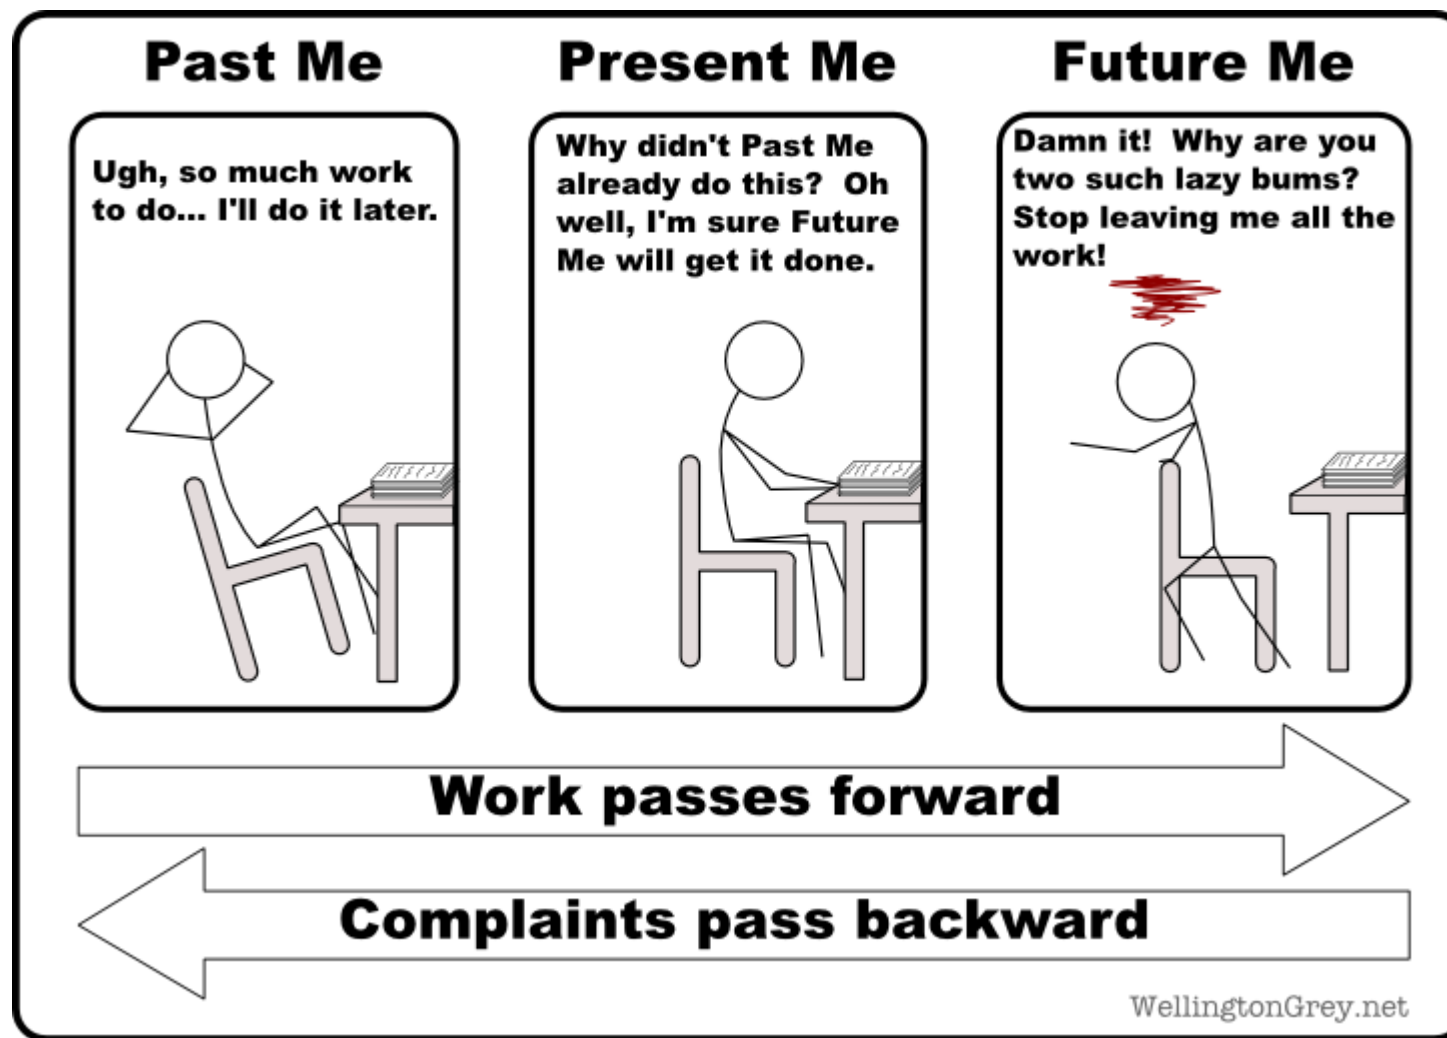 Past Me
Present Me
Future Me
Ugh, so much work
to do... I'll do it later.
Why didn't Past Me
already do this?  Oh
well, I'm sure Future
Me will get it done.
Damn it!  Why are you
two such lazy bums?
Stop leaving me all the
work!
Work passes forward
Complaints pass backward
WellingtonGrey.net